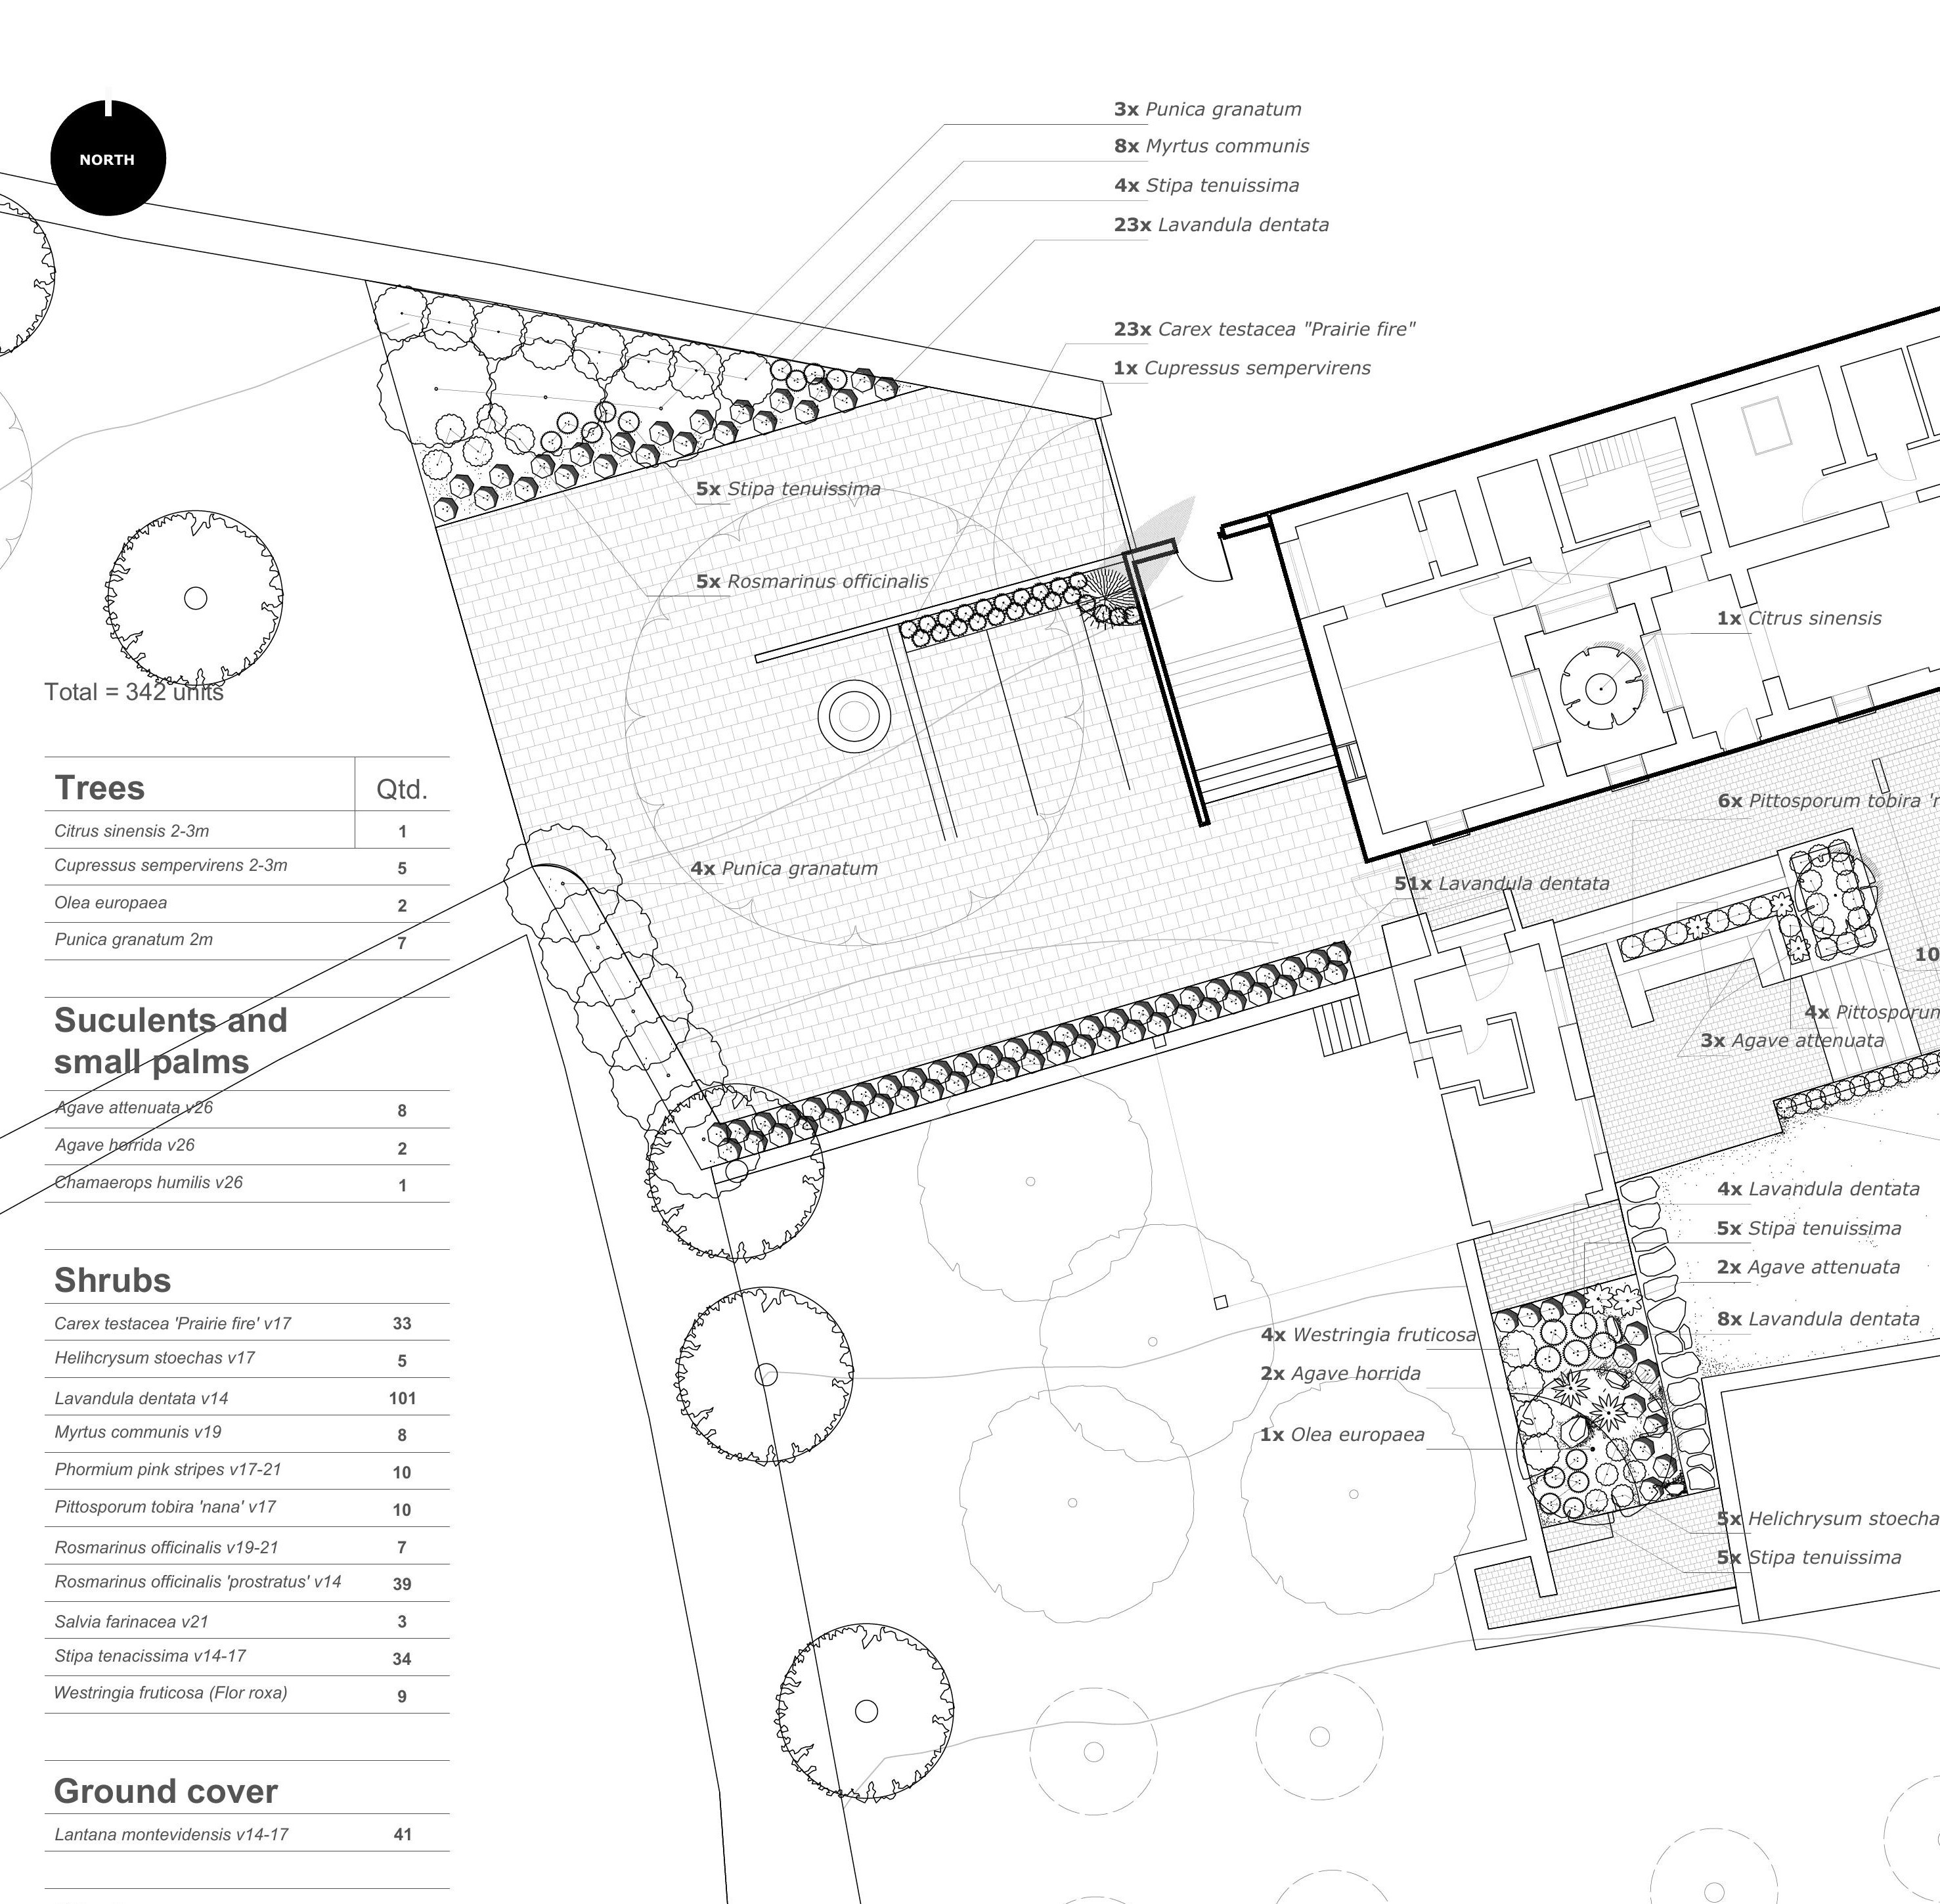 NORTH
3x Punica granatum
8x Myrtus communis
4x Stipa tenuissima
23x Lavandula dentata
23x Carex testacea "Prairie fire"
1x Cupressus sempervirens
5x Stipa tenuissima
5x Rosmarinus officinalis
1x Citrus sinensis
6x Pittosporum tobira
4x Punica granatum
51x Lavandula dentata
10
4x Pittosporum
3x Agave attenuata
4x Lavandula dentata
5x Stipa tenuissima
2x Agave attenuata
8x Lavandula dentata
4x Westringia fruticosa
2x Agave horrida
1x Olea europaea
5x Helichrysum stoecha
5x Stipa tenuissima
Total = 342 units
Trees Qtd.
Citrus sinensis 2-3m 1
Cupressus sempervirens 2-3m 5
Olea europaea 2
Punica granatum 2m 7
Suculents and
small palms
Agave attenuata v26 8
Agave horrida v26 2
Chamaerops humilis v26 1
Shrubs
Carex testacea 'Prairie fire' v17 33
Helihcrysum stoechas v17 5
Lavandula dentata v14 101
Myrtus communis v19 8
Phormium pink stripes v17-21 10
Pittosporum tobira 'nana' v17 10
Rosmarinus officinalis v19-21 7
Rosmarinus officinalis 'prostratus' v14 39
Salvia farinacea v21 3
Stipa tenacissima v14-17 34
Westringia fruticosa (Flor roxa) 9
Ground cover
Lantana montevidensis v14-17 41